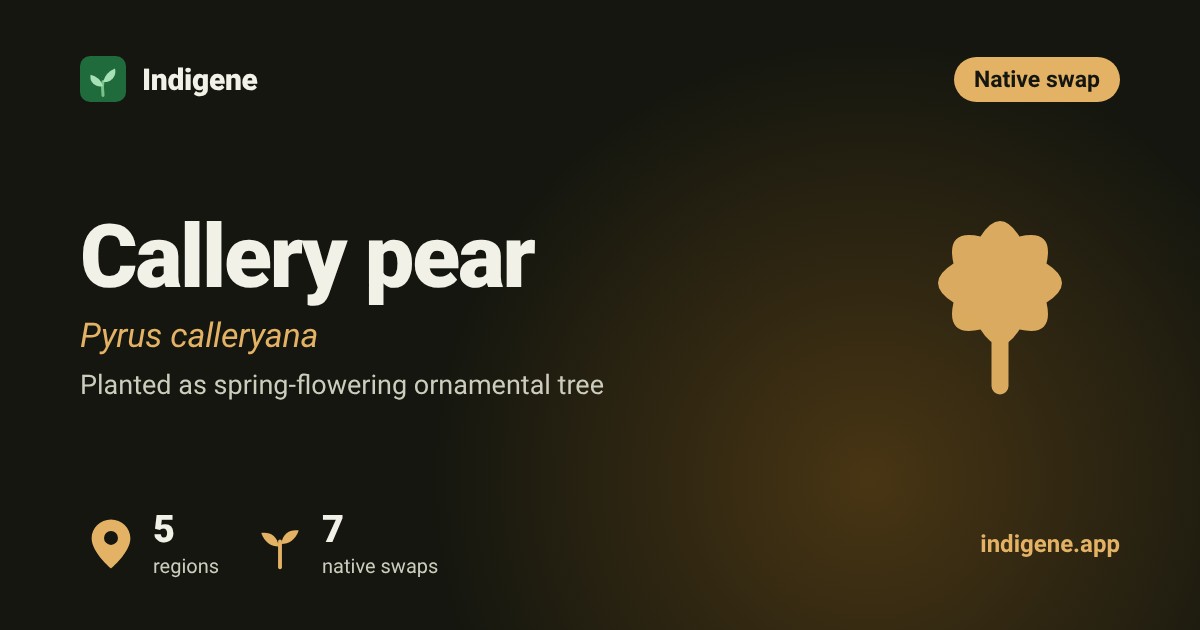 Indigene
Native swap
Callery pear
Pyrus calleryana
Planted as spring-flowering ornamental tree
5
regions
7
native swaps
indigene.app